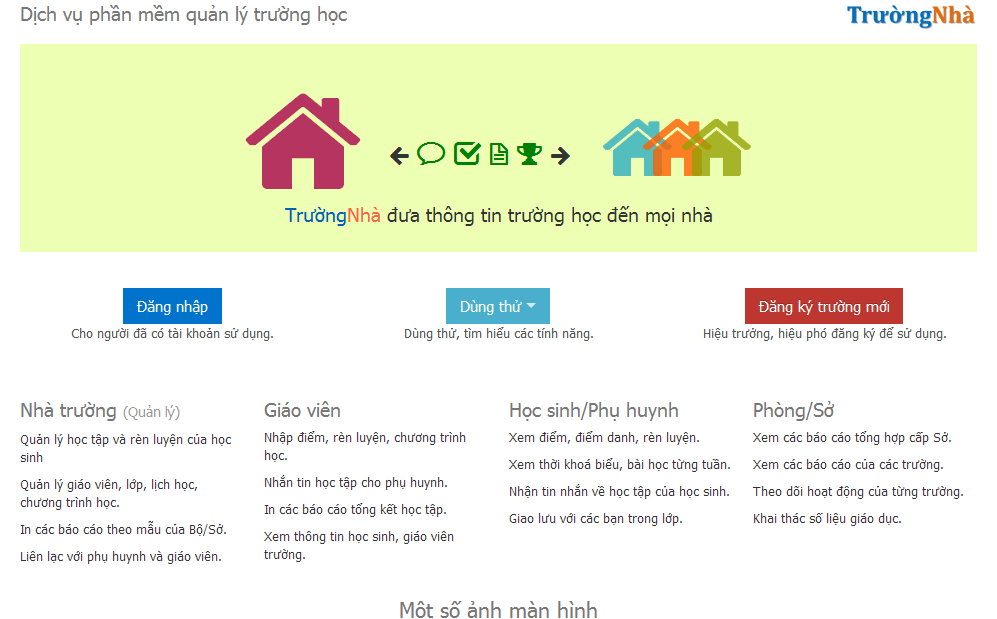 Dịch vụ phần mềm quản lý trường học
TrườngNhà
TrườngNhà đưa thông tin trường học đến mọi nhà
Đăng nhập
Cho người đã có tài khoản sử dụng.
Dùng thử
Dùng thử, tìm hiểu các tính năng.
Đăng ký trường mới
Hiệu trưởng, hiệu phó đăng ký để sử dụng.
Nhà trường (Quản lý)
Quản lý học tập và rèn luyện của học
sinh
Quản lý giáo viên, lớp, lịch học,
chương trình học.
In các báo cáo theo mẫu của Bộ/Sở.
Liên lạc với phụ huynh và giáo viên.
Giáo viên
Nhập điểm, rèn luyện, chương trình
học.
Nhắn tin học tập cho phụ huynh.
In các báo cáo tổng kết học tập.
Xem thông tin học sinh, giáo viên
trường.
Học sinh/Phụ huynh
Xem điểm, điểm danh, rèn luyện.
Xem thời khoá biểu, bài học từng tuần.
Nhận tin nhắn về học tập của học sinh.
Giao lưu với các bạn trong lớp.
Phòng/Sở
Xem các báo cáo tổng hợp cấp Sở.
Xem các báo cáo của các trường.
Theo dõi hoạt động của từng trường.
Khai thác số liệu giáo dục.
Một số ảnh màn hình